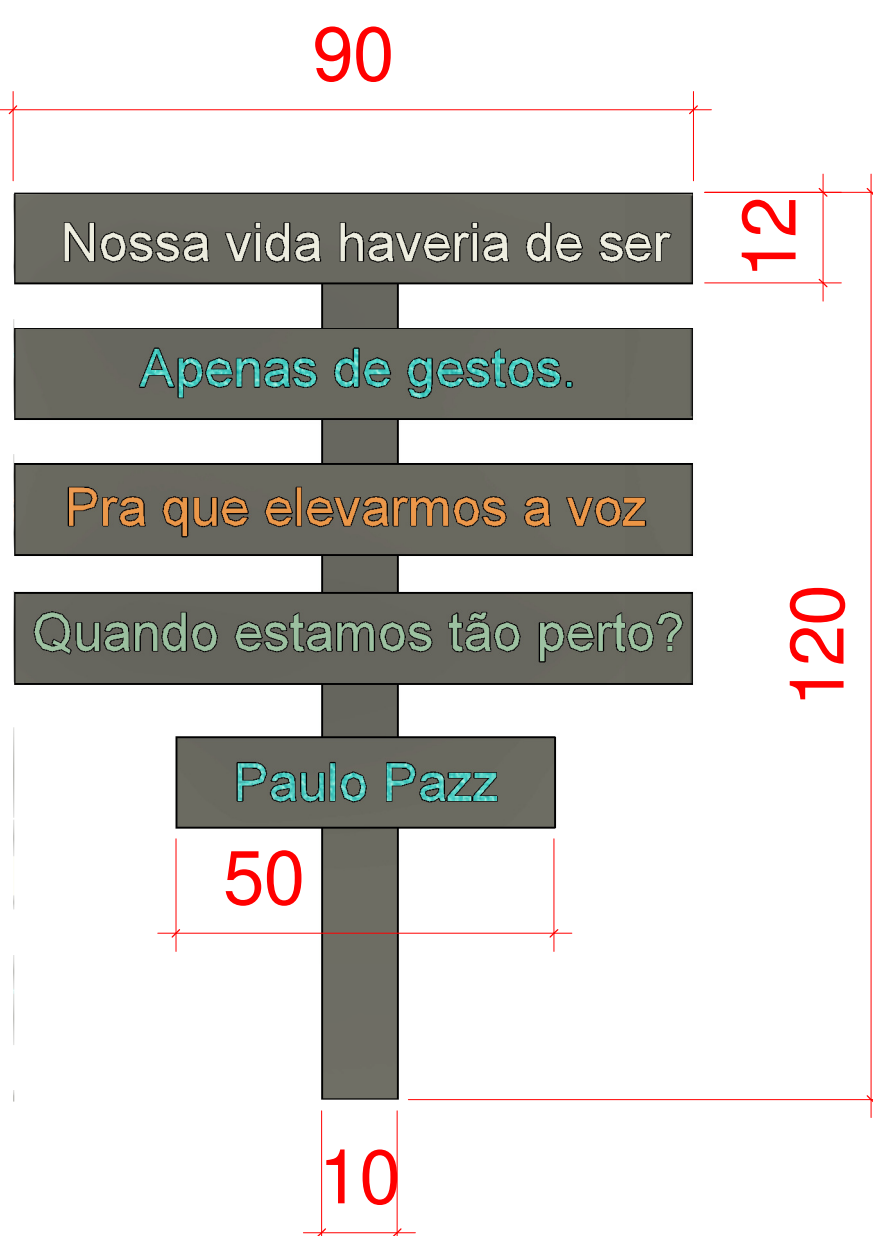 90
12
Nossa vida haveria de ser
Apenas de gestos.
Pra que elevarmos a voz
120
Quando estamos tão perto?
Paulo Pazz
50
10